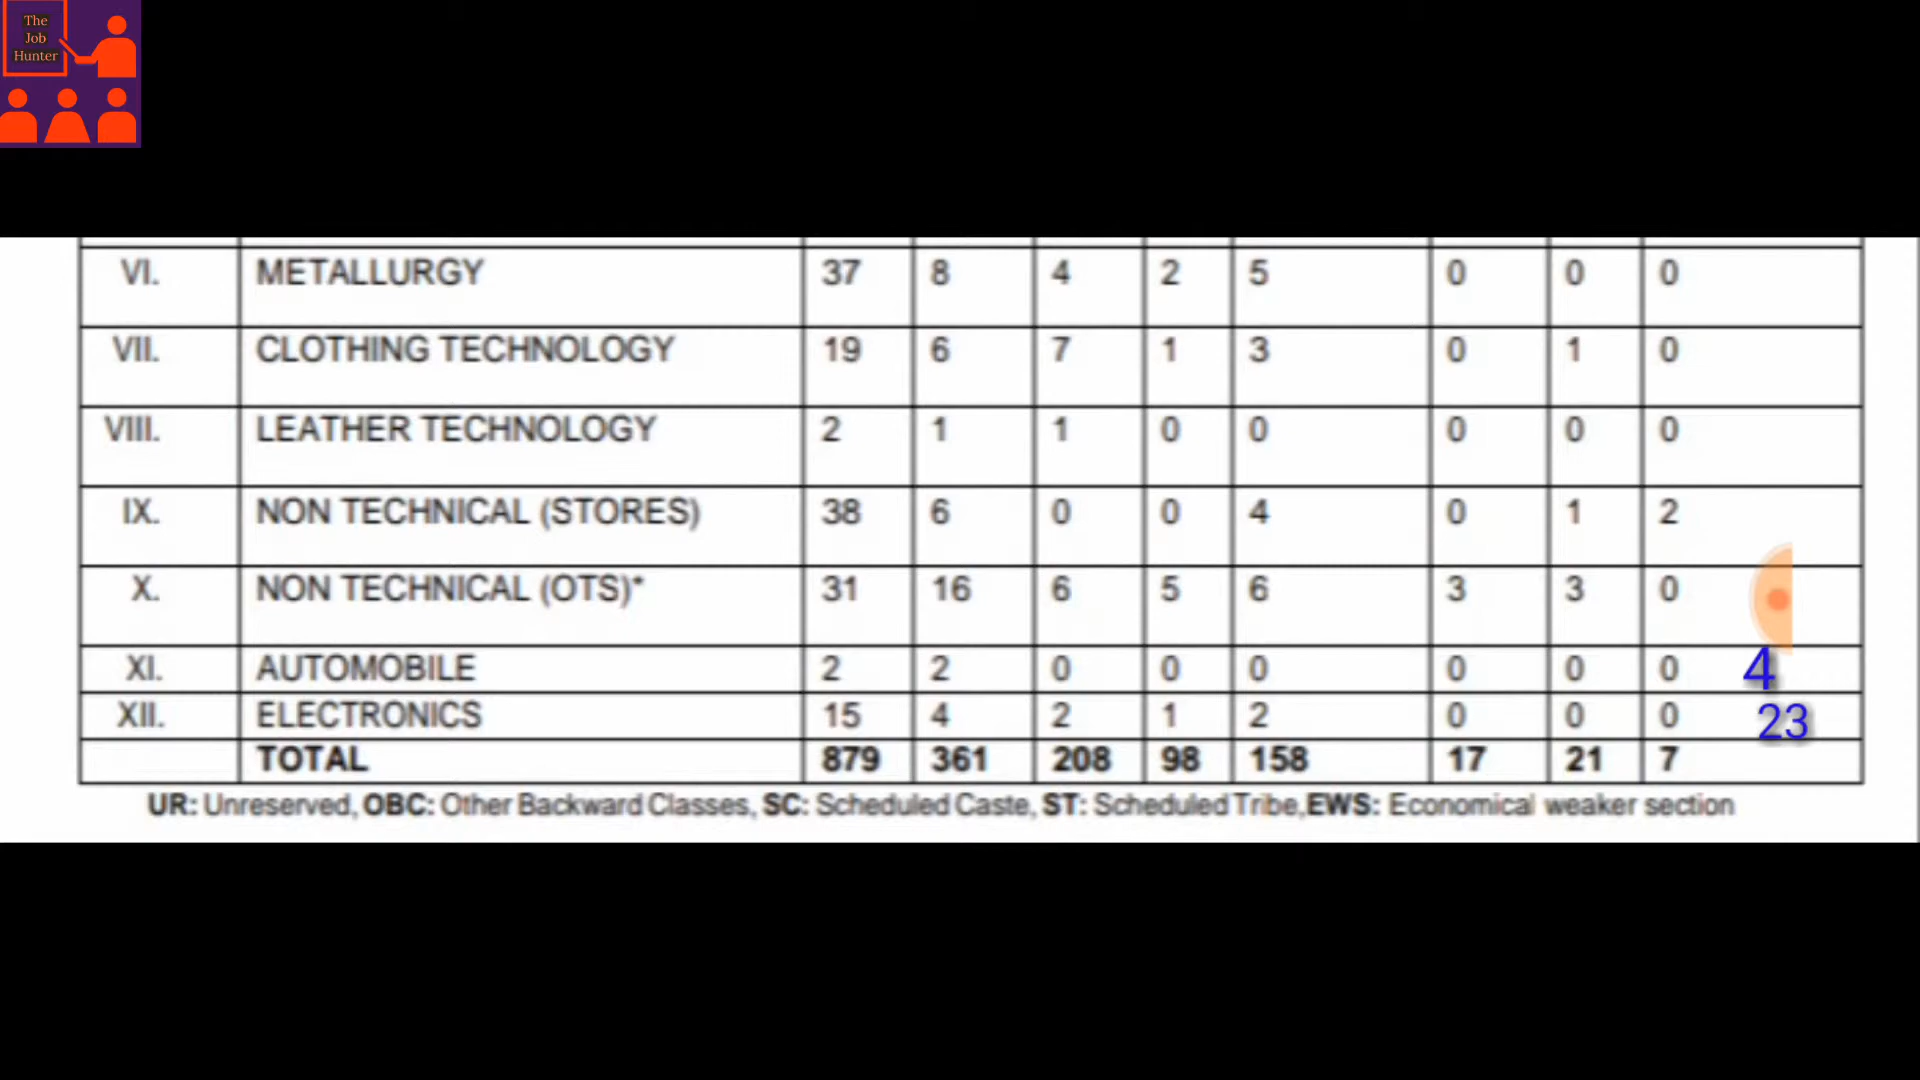 The
Job
Hunter
VI. METALLURGY 37 8 4 2 5 0 0 0
VII. CLOTHING TECHNOLOGY 19 6 7 1 3 0 1 0
VIII. LEATHER TECHNOLOGY 2 1 1 0 0 0 0 0
IX. NON TECHNICAL (STORES) 38 6 0 0 4 0 1 2
X. NON TECHNICAL (OTS)* 31 16 6 5 6 3 3 0
XI. AUTOMOBILE 2 2 0 0 0 0 0 0 4
XII. ELECTRONICS 15 4 2 1 2 0 0 0 23
TOTAL 879 361 208 98 158 17 21 7
UR: Unreserved, OBC: Other Backward Classes, SC: Scheduled Caste, ST: Scheduled Tribe,EWS: Economical weaker section